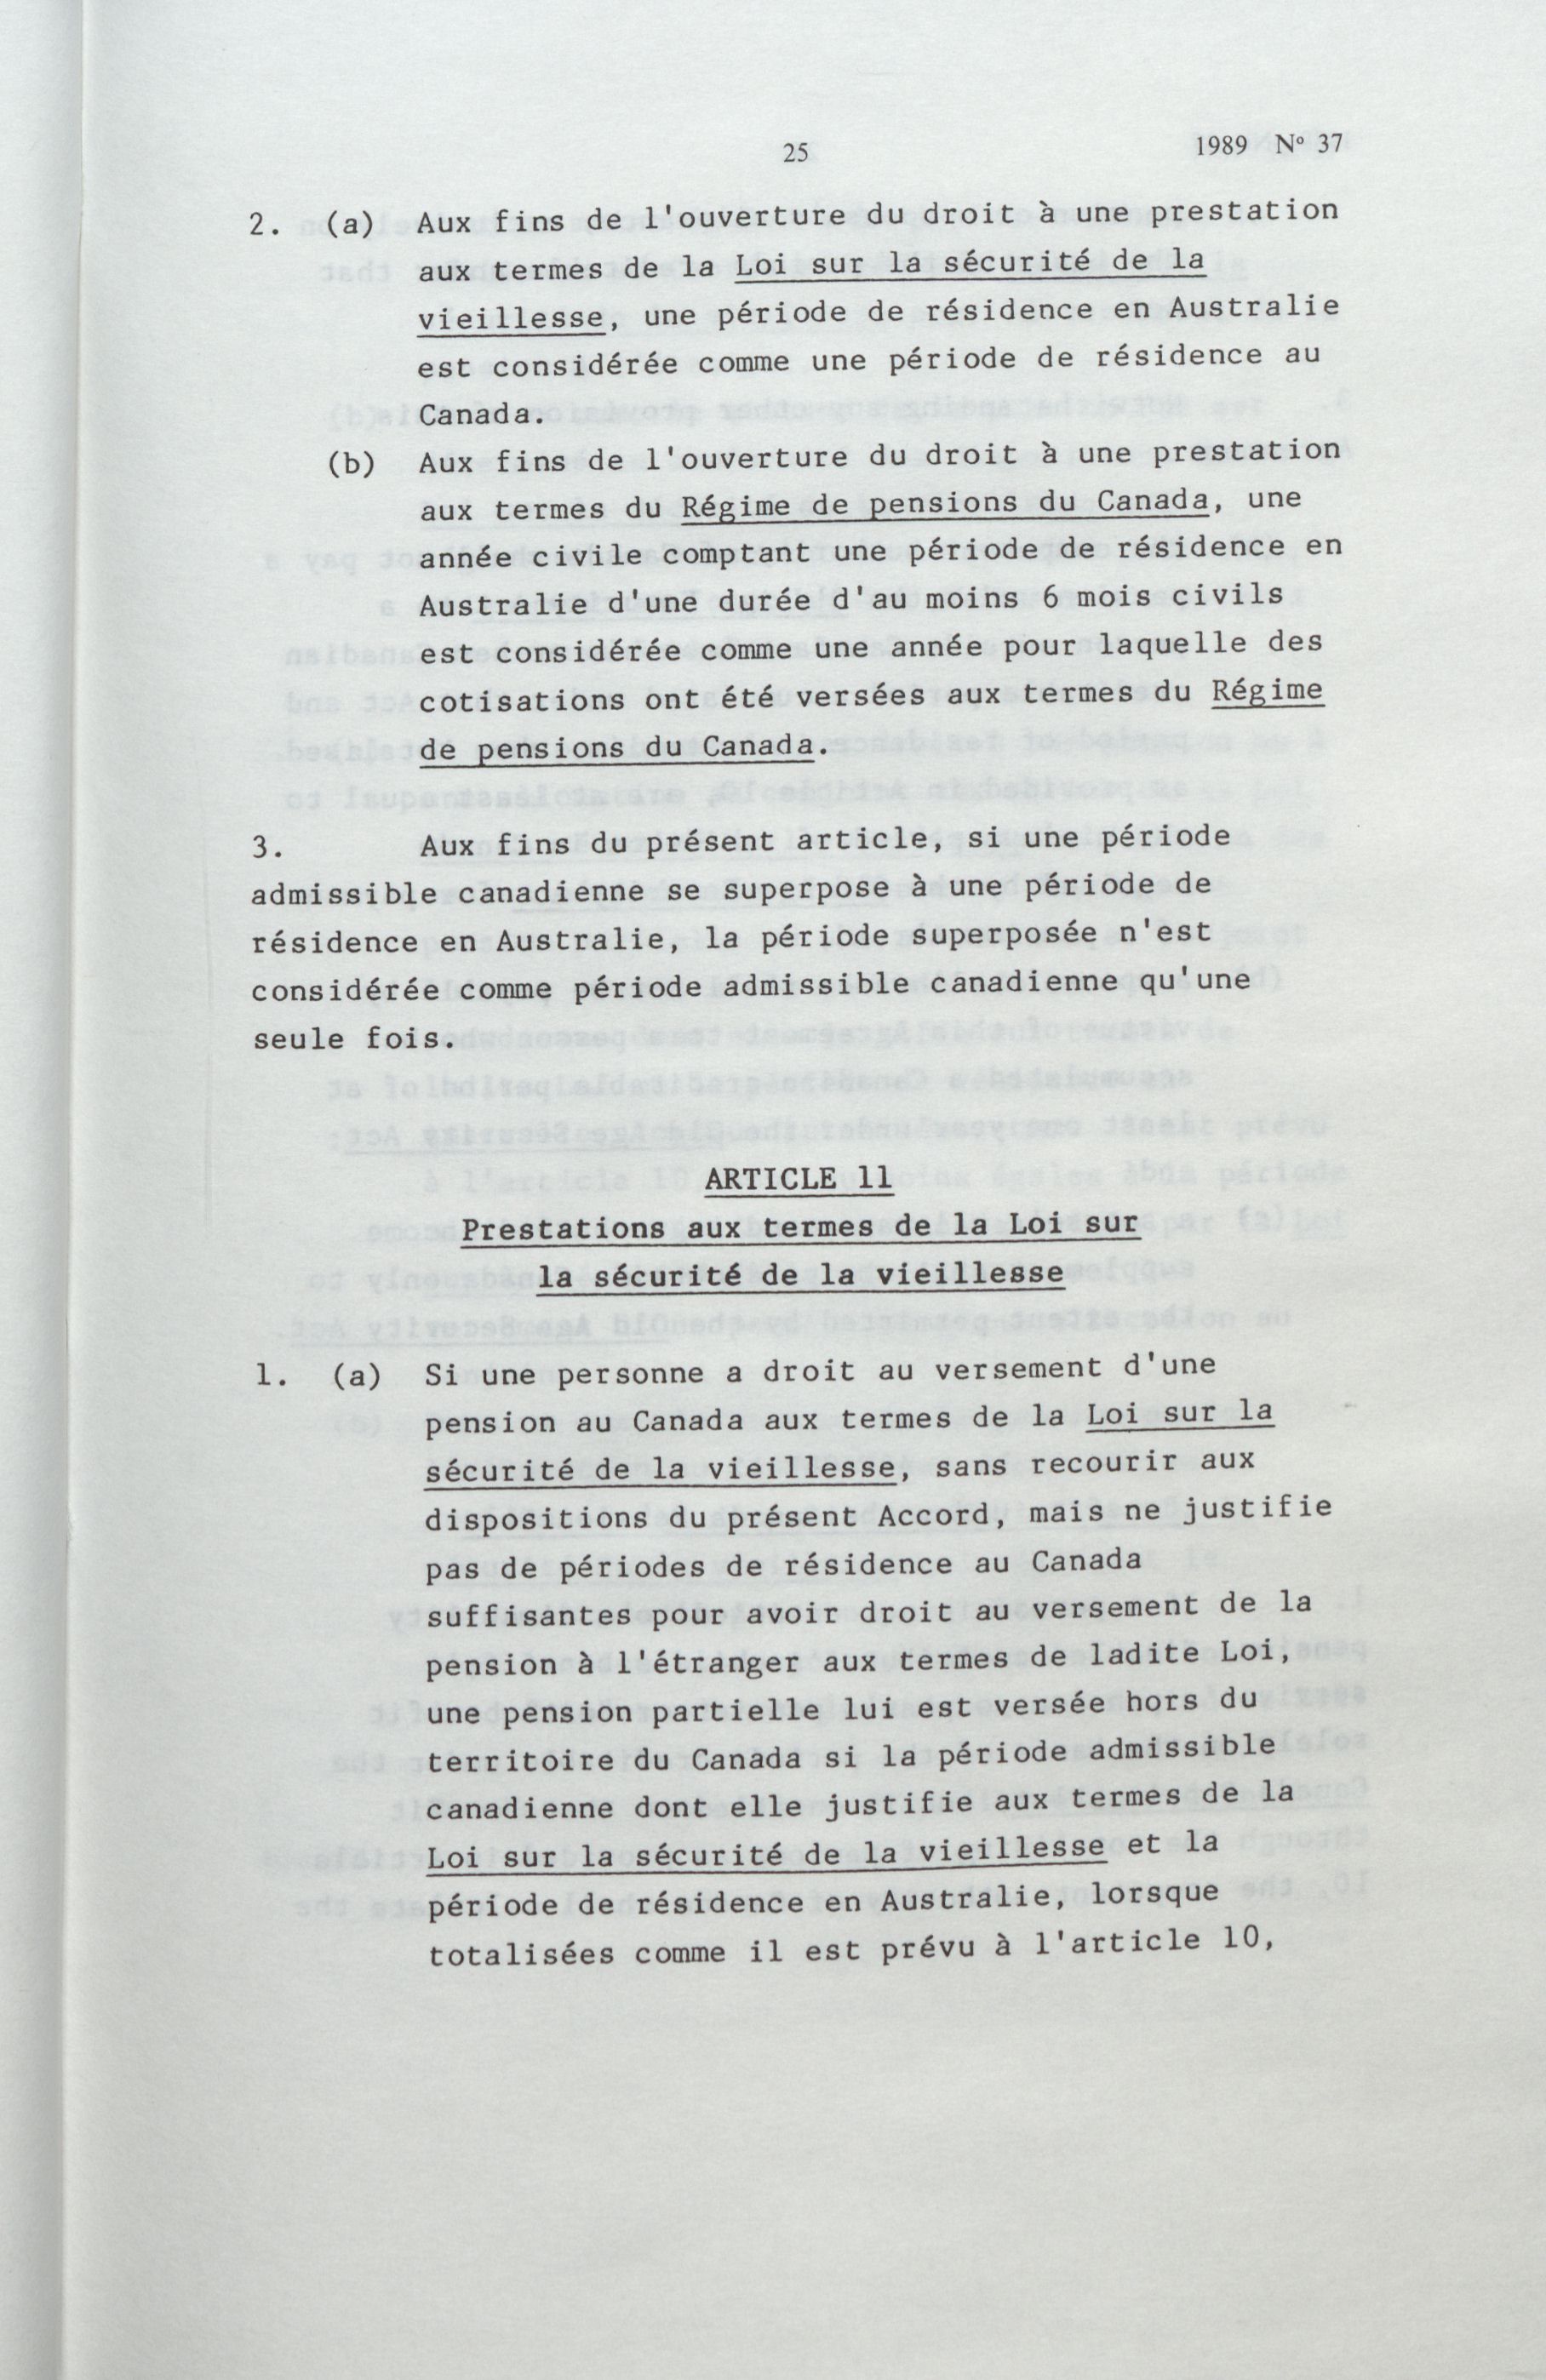 25
1989 Nº 37
2. (a) Aux fins de l'ouverture du droit à une prestation
aux termes de la Loi sur la sécurité de la
vieillesse, une période de résidence en Australie
est considérée comme une période de résidence au
Canada.
(b) Aux fins de l'ouverture du droit à une prestation
aux termes du Régime de pensions du Canada, une
année civile comptant une période de résidence en
Australie d'une durée d'au moins 6 mois civils
est considérée comme une année pour laquelle des
cotisations ont été versées aux termes du Régime
de pensions du Canada.
3. Aux fins du présent article, si une période
admissible canadienne se superpose à une période de
résidence en Australie, la période superposée n'est
considérée comme période admissible canadienne qu'une
seule fois.
ARTICLE 11
Prestations aux termes de la Loi sur
la sécurité de la vieillesse
1. (a) Si une personne a droit au versement d'une
pension au Canada aux termes de la Loi sur la
sécurité de la vieillesse, sans recourir aux
dispositions du présent Accord, mais ne justifie
pas de périodes de résidence au Canada
suffisantes pour avoir droit au versement de la
pension à l'étranger aux termes de ladite Loi,
une pension partielle lui est versée hors du
territoire du Canada si la période admissible
canadienne dont elle justifie aux termes de la
Loi sur la sécurité de la vieillesse et la
période de résidence en Australie, lorsque
totalisées comme il est prévu à l'article 10,